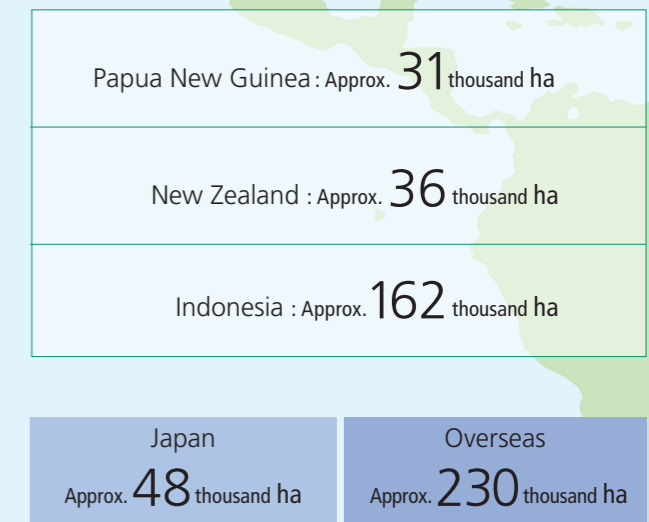 Papua New Guinea : Approx. 31 thousand ha
New Zealand : Approx. 36 thousand ha
Indonesia : Approx. 162 thousand ha
Japan
Approx. 48 thousand ha
Overseas
Approx. 230 thousand ha